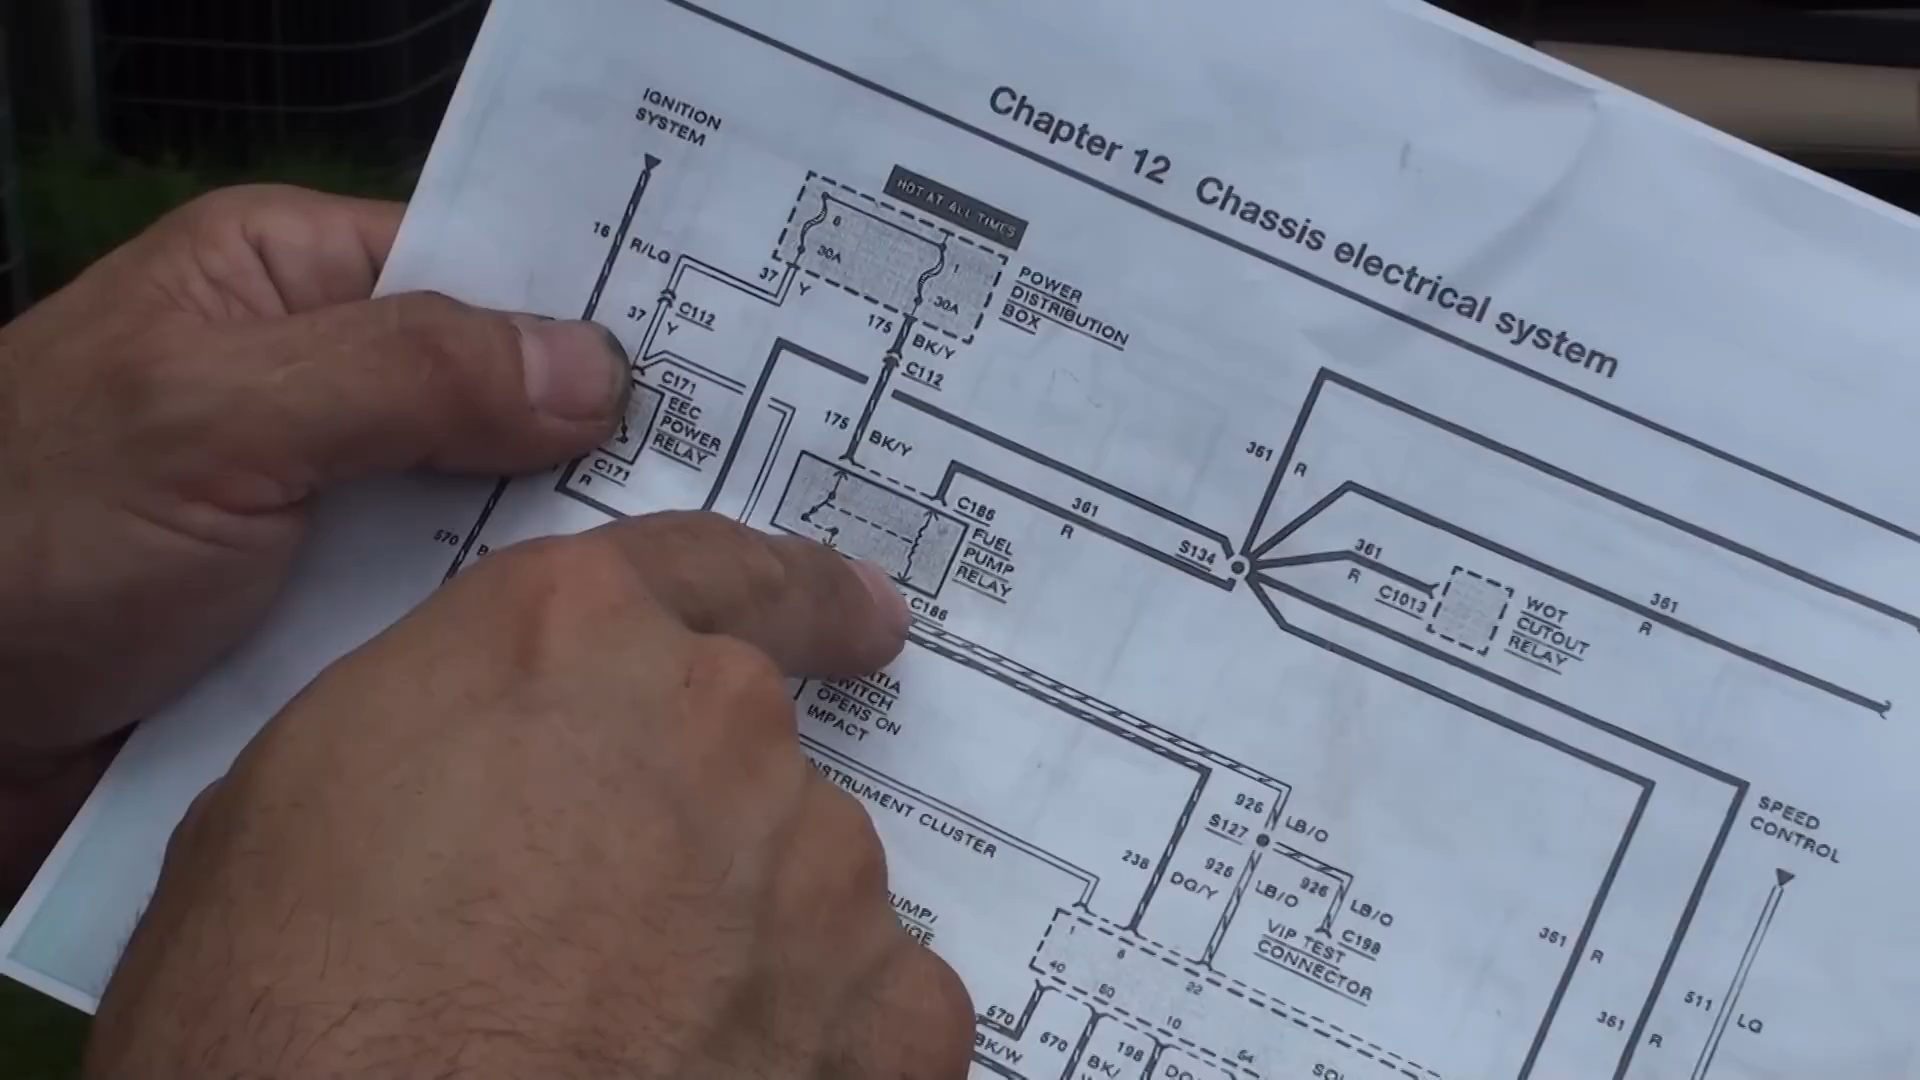 Chapter 12 Chassis electrical system
IGNITION
SYSTEM
HOT AT ALL TIMES
16
R/LG
8
30A
1
30A
POWER
DISTRIBUTION
BOX
37
Y
37
Y
C112
175
BK/Y
C112
175
BK/Y
C171
EEC
POWER
RELAY
C171
R
570
361
R
C186
FUEL
PUMP
RELAY
C186
361
R
S134
361
R
C1013
WOT
CUTOUT
RELAY
361
R
SWITCH
OPENS ON
IMPACT
INSTRUMENT CLUSTER
926
LB/O
S127
238
DG/Y
926
LB/O
926
LB/O
C198
VIP TEST
CONNECTOR
SPEED
CONTROL
361
R
361
R
511
LG
1
8
22
40
60
10
54
570
BK/W
570
BK/
198